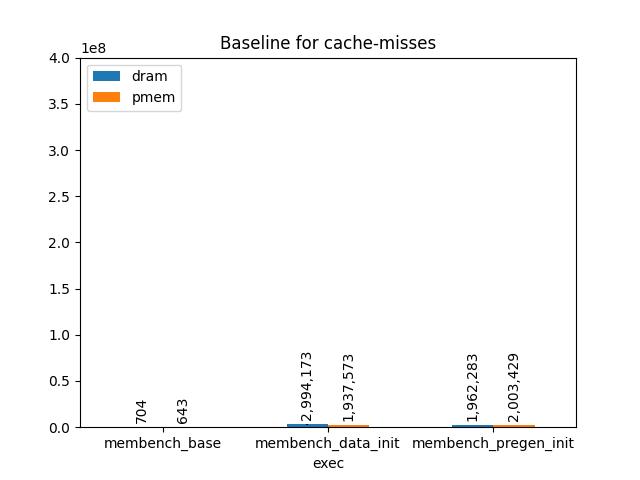 Baseline for cache-misses
1e8
4.0
3.5
3.0
2.5
2.0
1.5
1.0
0.5
0.0
dram
pmem
704
643
2,994,173
1,937,573
1,962,283
2,003,429
membench_base
membench_data_init
membench_pregen_init
exec